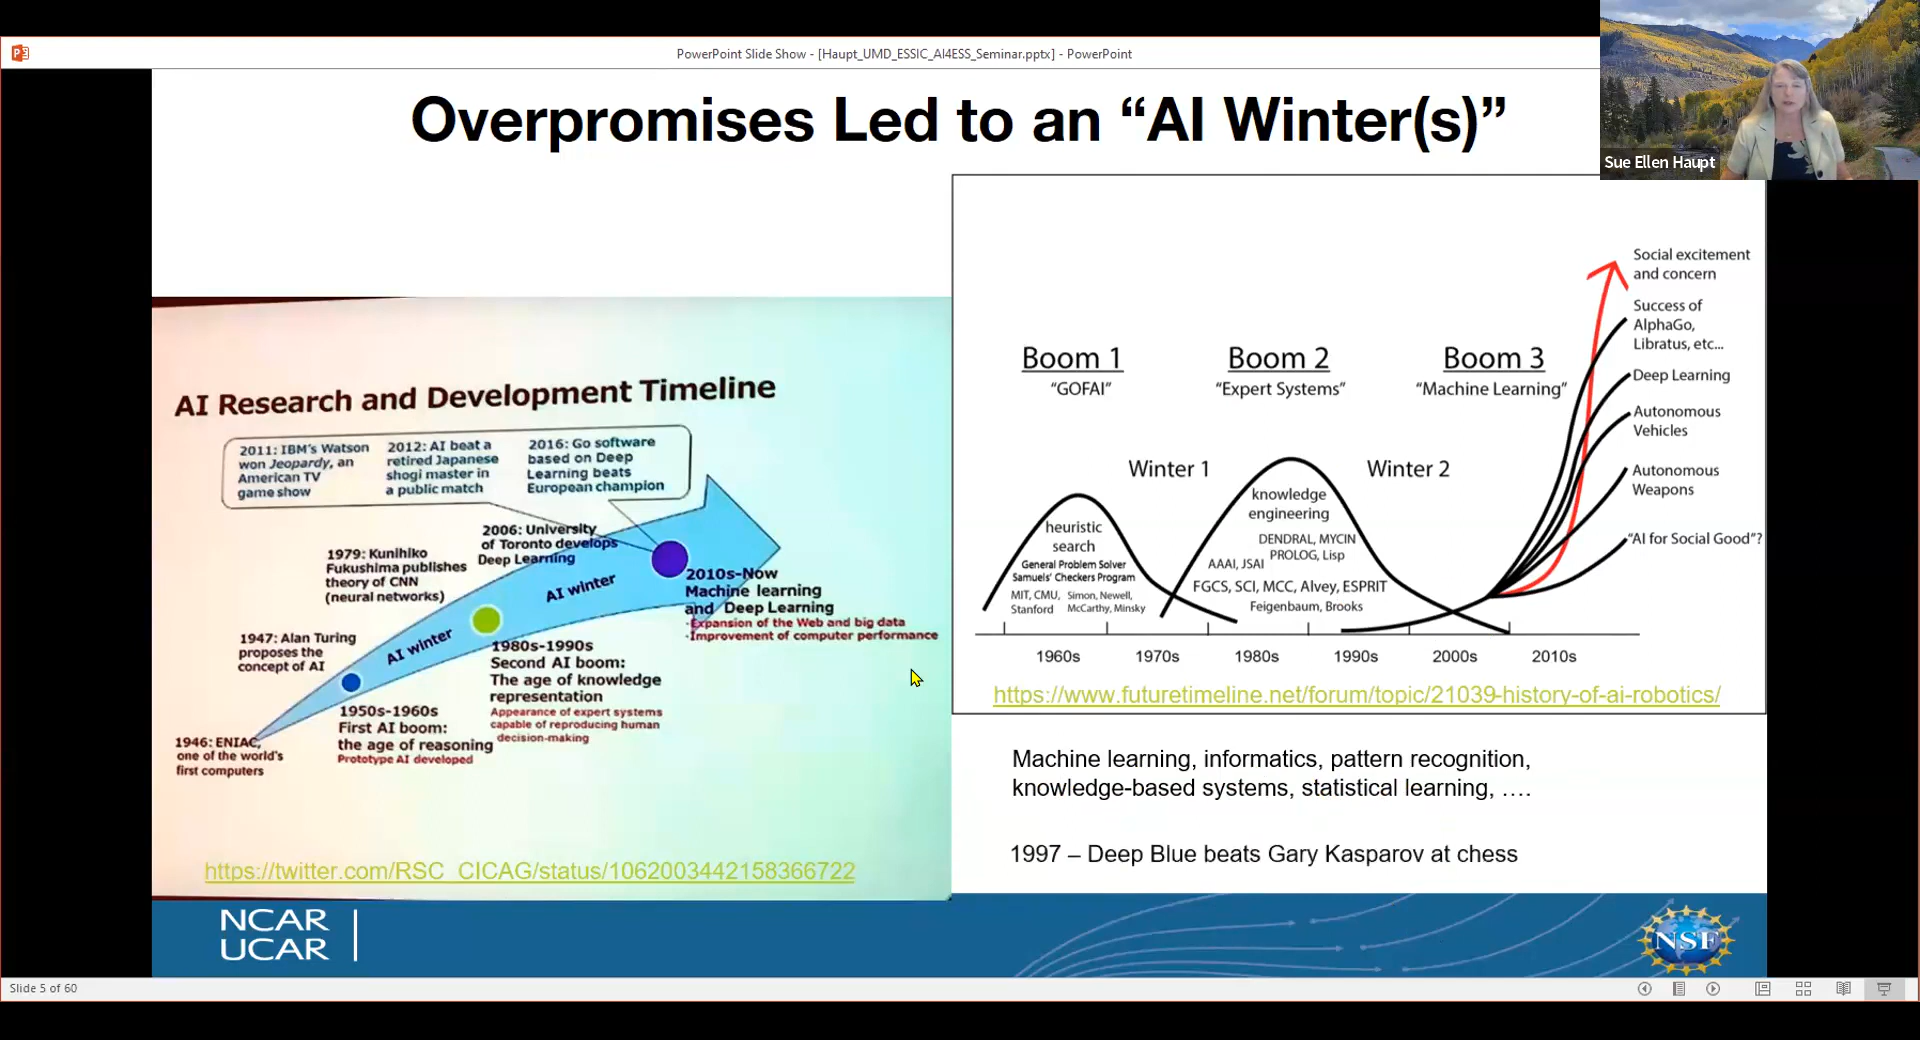 PowerPoint Slide Show - [Haupt_UMD_ESSIC_AI4ESS_Seminar.pptx] - PowerPoint
Overpromises Led to an “AI Winter(s)”
Sue Ellen Haupt
AI Research and Development Timeline
2011: IBM's Watson
won Jeopardy, an
American TV
game show
2012: AI beat a
retired Japanese
shogi master in
a public match
2016: Go software
based on Deep
Learning beats
European champion
2006: University
of Toronto develops
Deep Learning
1979: Kunihiko
Fukushima publishes
theory of CNN
(neural networks)
1947: Alan Turing
proposes the
concept of AI
AI winter
AI winter
1946: ENIAC,
one of the world's
first computers
1950s-1960s
First AI boom:
the age of reasoning
Prototype AI developed
1980s-1990s
Second AI boom:
The age of knowledge
representation
Appearance of expert systems
capable of reproducing human
decision-making
2010s-Now
Machine learning
and Deep Learning
·Expansion of the Web and big data
·Improvement of computer performance
https://twitter.com/RSC_CICAG/status/1062003442158366722
Boom 1
“GOFAI”
Boom 2
“Expert Systems”
Boom 3
“Machine Learning”
Winter 1
Winter 2
heuristic
search
General Problem Solver
Samuels' Checkers Program
MIT, CMU,
Stanford
Simon, Newell,
McCarthy, Minsky
knowledge
engineering
DENDRAL, MYCIN
PROLOG, Lisp
AAAI, JSAI
FGCS, SCI, MCC, Alvey, ESPRIT
Feigenbaum, Brooks
Social excitement
and concern
Success of
AlphaGo,
Libratus, etc...
Deep Learning
Autonomous
Vehicles
Autonomous
Weapons
“AI for Social Good”?
1960s 1970s 1980s 1990s 2000s 2010s
https://www.futuretimeline.net/forum/topic/21039-history-of-ai-robotics/
Machine learning, informatics, pattern recognition,
knowledge-based systems, statistical learning, ….
1997 – Deep Blue beats Gary Kasparov at chess
NCAR
UCAR
NSF
Slide 5 of 60